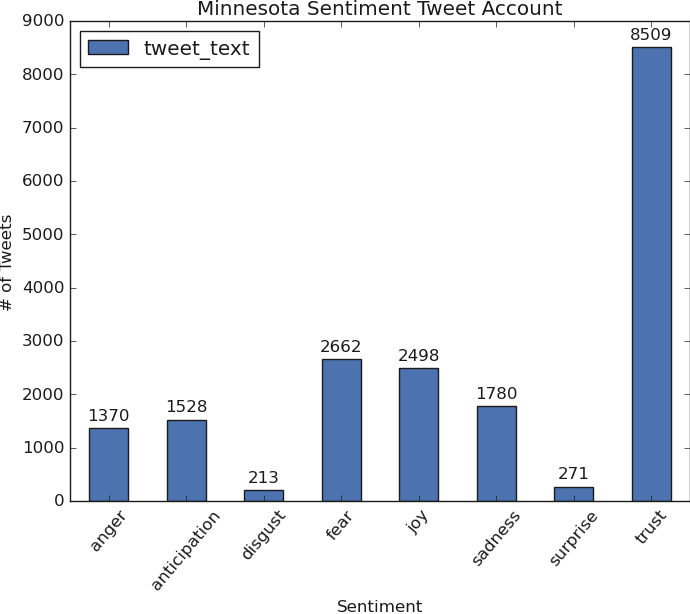 Minnesota Sentiment Tweet Account
tweet_text
# of Tweets
9000
8000
7000
6000
5000
4000
3000
2000
1000
0
1370
1528
213
2662
2498
1780
271
8509
anger
anticipation
disgust
fear
joy
sadness
surprise
trust
Sentiment